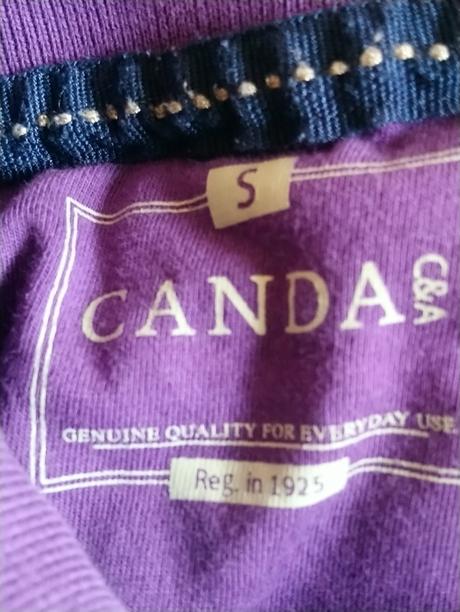 S
CANDA
C&A
GENUINE QUALITY FOR EVERYDAY USE
Reg. in 1925